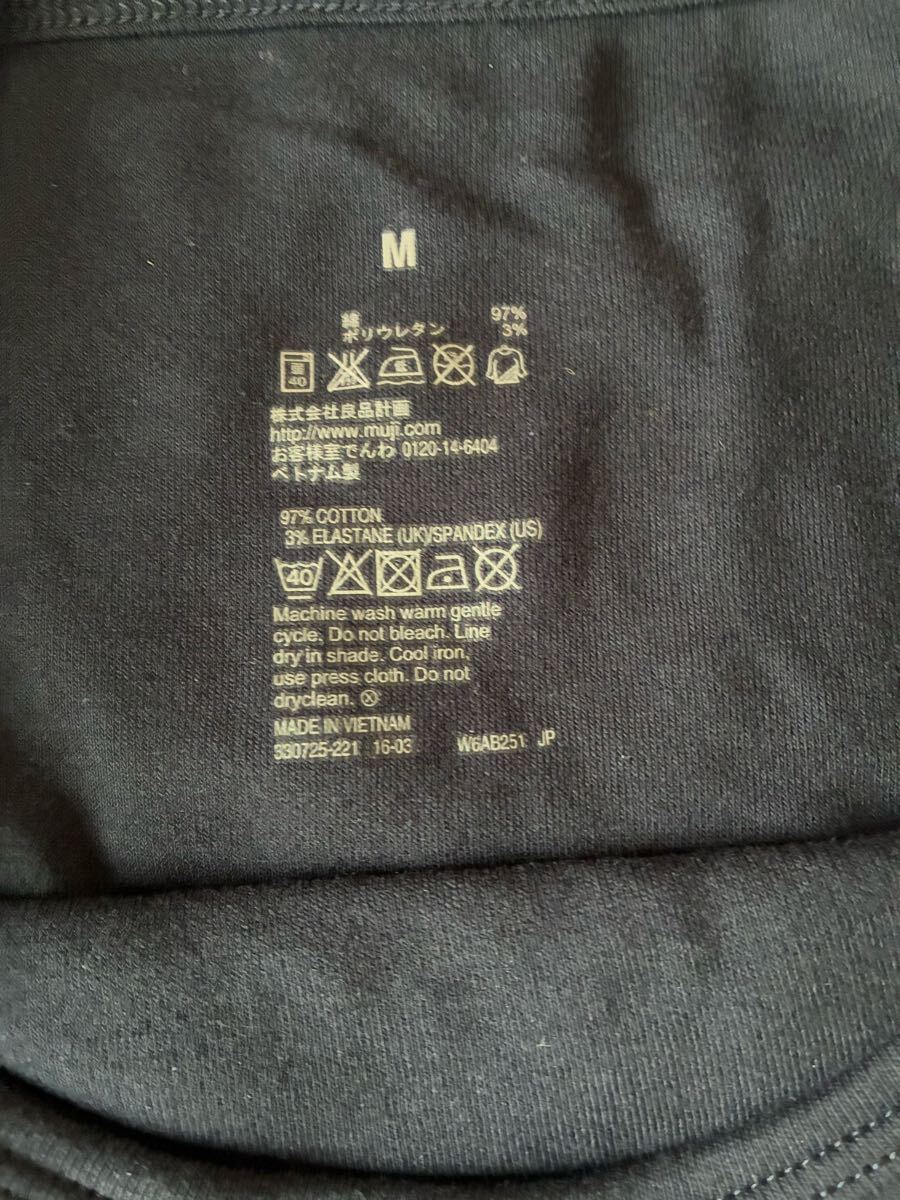 M
綿 97%
ポリウレタン 3%
40
株式会社良品計画
http://www.muji.com
お客様室でんわ 0120-14-6404
ベトナム製
97% COTTON
3% ELASTANE (UK)/SPANDEX (US)
40
Machine wash warm gentle
cycle. Do not bleach. Line
dry in shade. Cool iron,
use press cloth. Do not
dryclean. Ⓧ
MADE IN VIETNAM
330725-221 16-03 W6AB251 JP